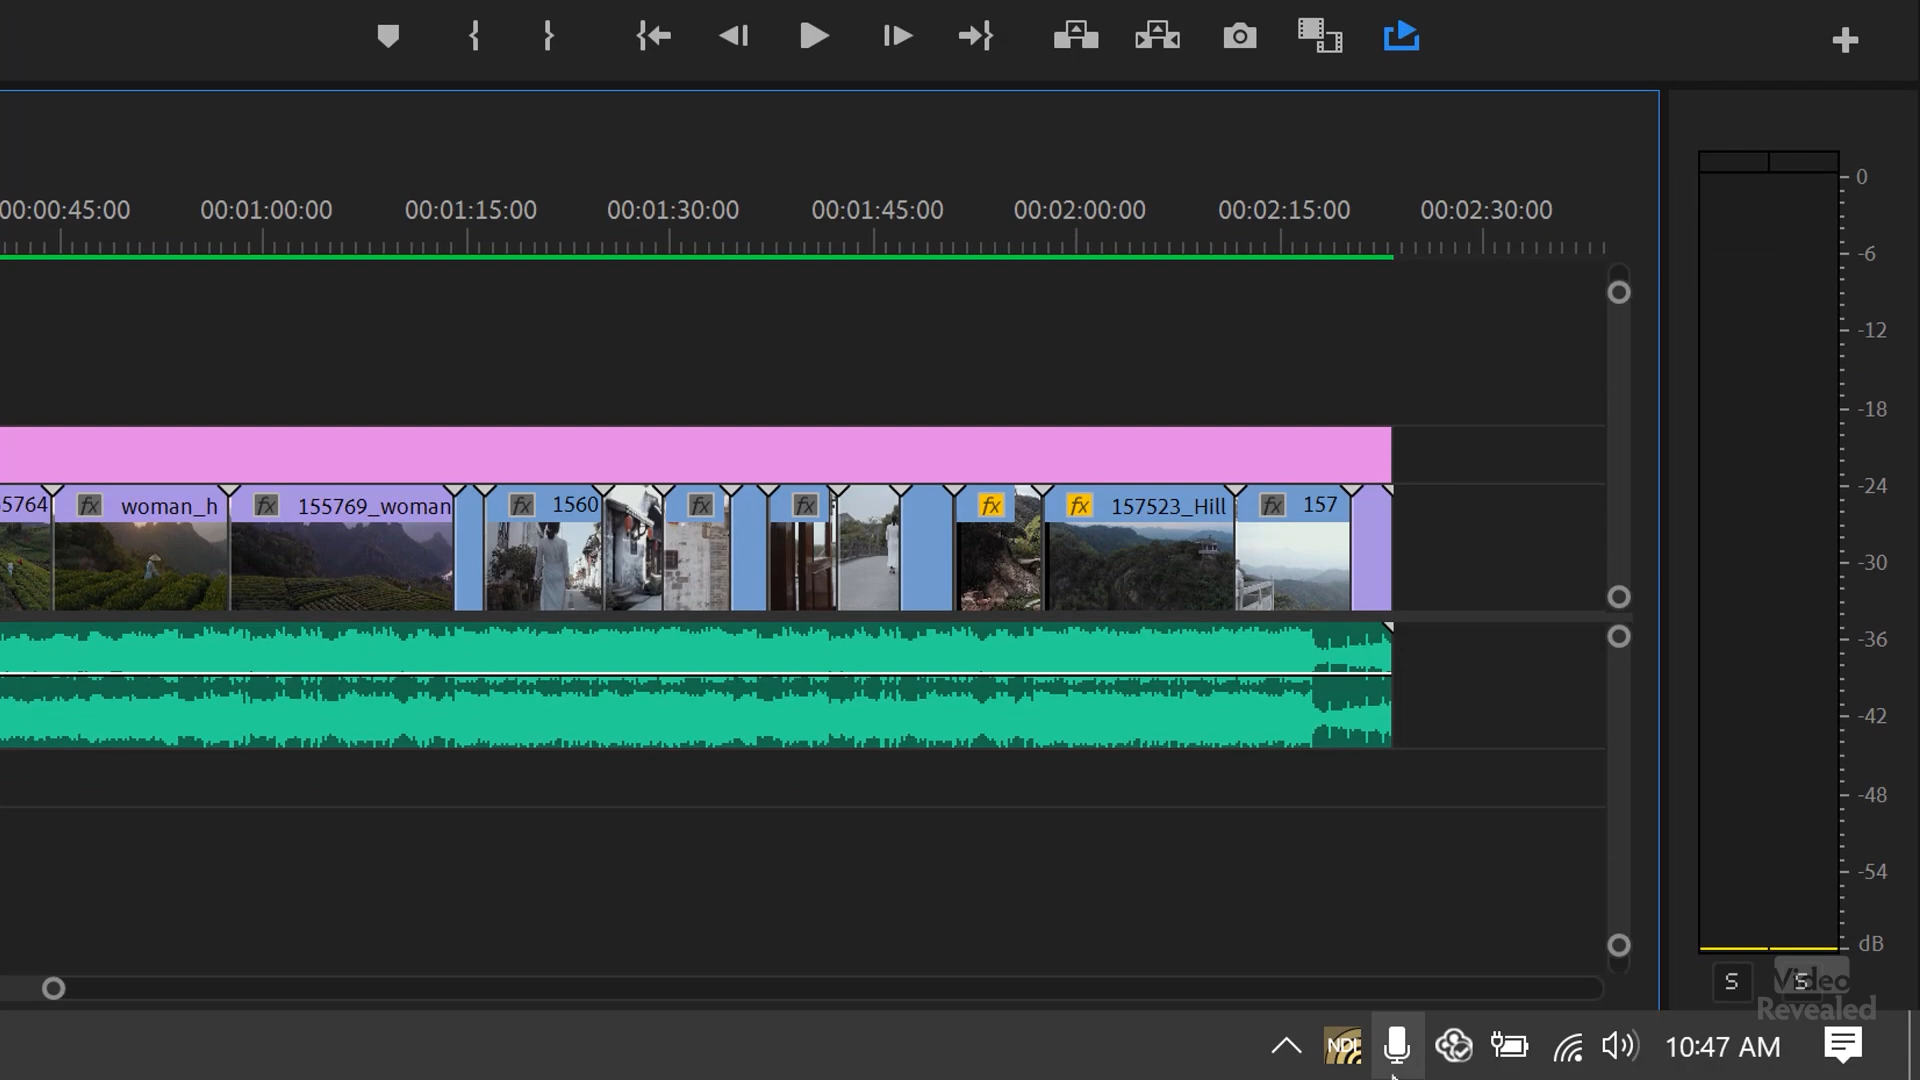 00:00:45:00 00:01:00:00 00:01:15:00 00:01:30:00 00:01:45:00 00:02:00:00 00:02:15:00 00:02:30:00
0
-6
-12
-18
-24
-30
-36
-42
-48
-54
dB
5764 fx woman_h fx 155769_woman fx 1560 fx fx fx fx 157523_Hill fx 157
S S
Video
Revealed
NDI 10:47 AM